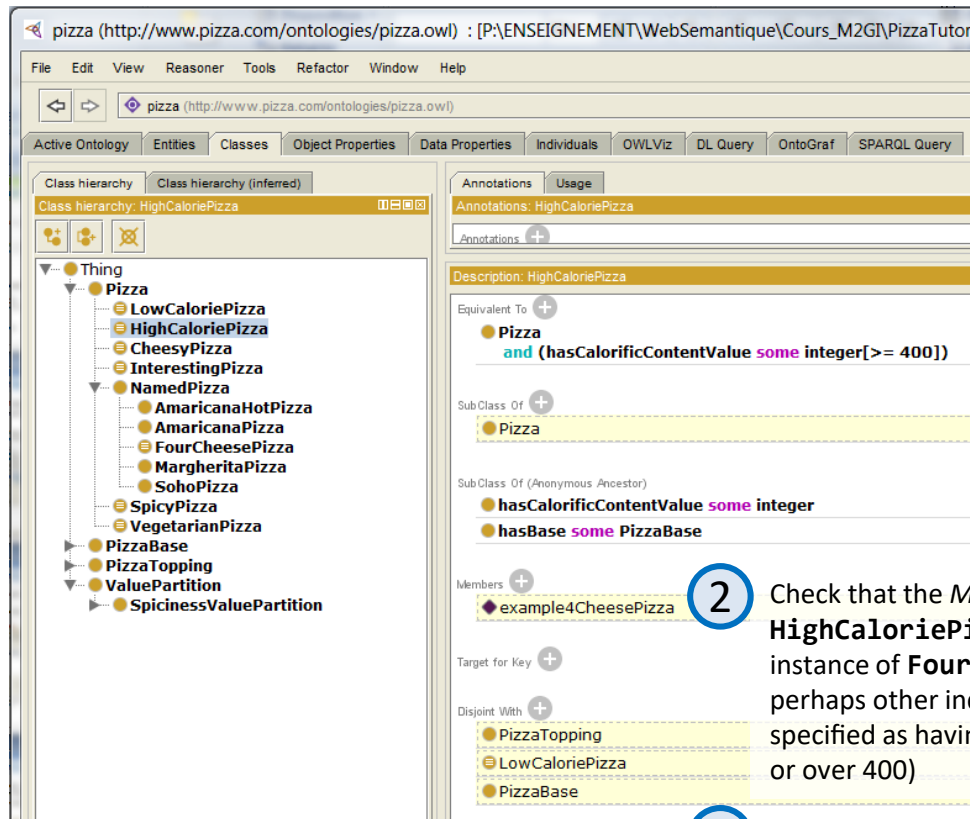 pizza (http://www.pizza.com/ontologies/pizza.owl) : [P:\ENSEIGNEMENT\WebSemantique\Cours_M2GI\PizzaTutor
File Edit View Reasoner Tools Refactor Window Help
pizza (http://www.pizza.com/ontologies/pizza.owl)
Active Ontology Entities Classes Object Properties Data Properties Individuals OWLViz DL Query OntoGraf SPARQL Query
Class hierarchy Class hierarchy (inferred)
Class hierarchy: HighCaloriePizza
Thing
Pizza
LowCaloriePizza
HighCaloriePizza
CheesyPizza
InterestingPizza
NamedPizza
AmaricanaHotPizza
AmaricanaPizza
FourCheesePizza
MargheritaPizza
SohoPizza
SpicyPizza
VegetarianPizza
PizzaBase
PizzaTopping
ValuePartition
SpicinessValuePartition
Annotations Usage
Annotations: HighCaloriePizza
Annotations
Description: HighCaloriePizza
Equivalent To
Pizza
and (hasCalorificContentValue some integer[>= 400])
SubClass Of
Pizza
SubClass Of (Anonymous Ancestor)
hasCalorificContentValue some integer
hasBase some PizzaBase
Members
example4CheesePizza
Target for Key
Disjoint With
PizzaTopping
LowCaloriePizza
PizzaBase
2
Check that the M
HighCaloriePi
instance of Four
perhaps other in
specified as havin
or over 400)